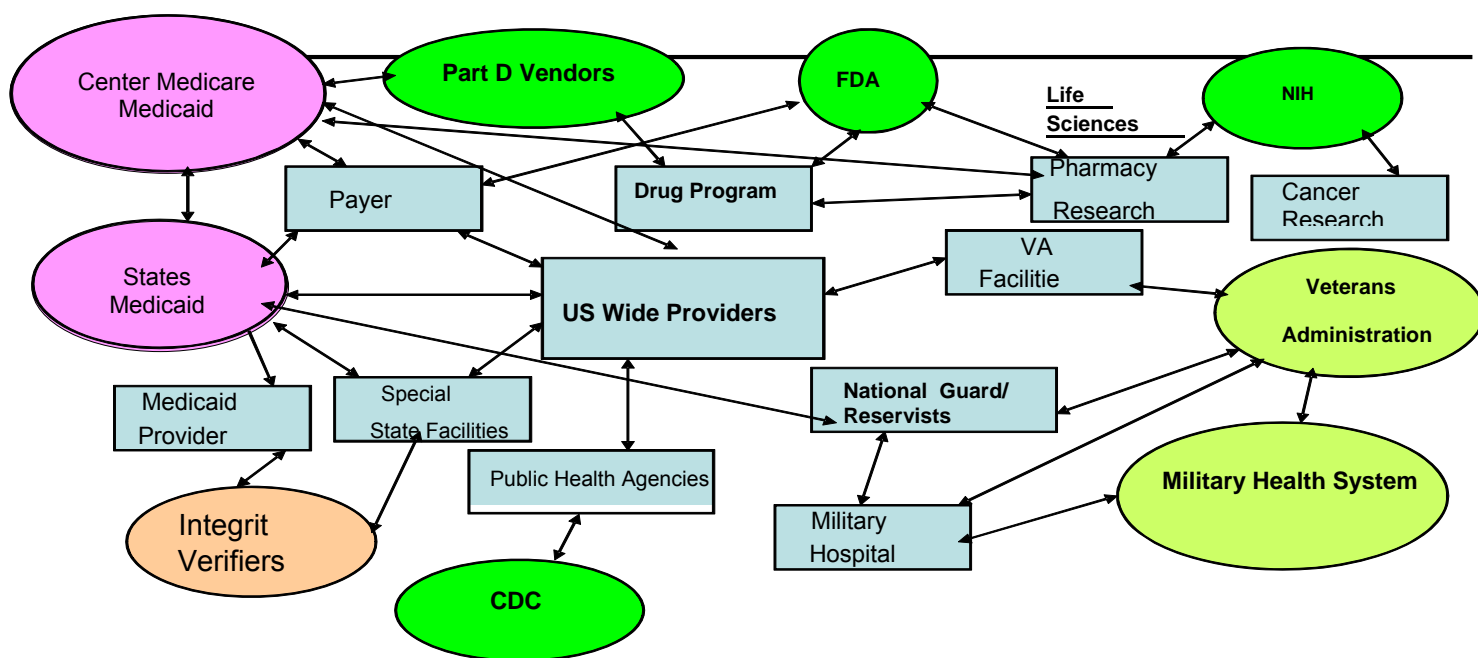 Center Medicare
Medicaid
Part D Vendors
FDA
Life
Sciences
NIH
Payer
Drug Program
Pharmacy
Research
Cancer
Research
States
Medicaid
US Wide Providers
VA
Facilitie
Veterans
Administration
Medicaid
Provider
Special
State Facilities
National Guard/
Reservists
Public Health Agencies
Military Health System
Integrit
Verifiers
Military
Hospital
CDC